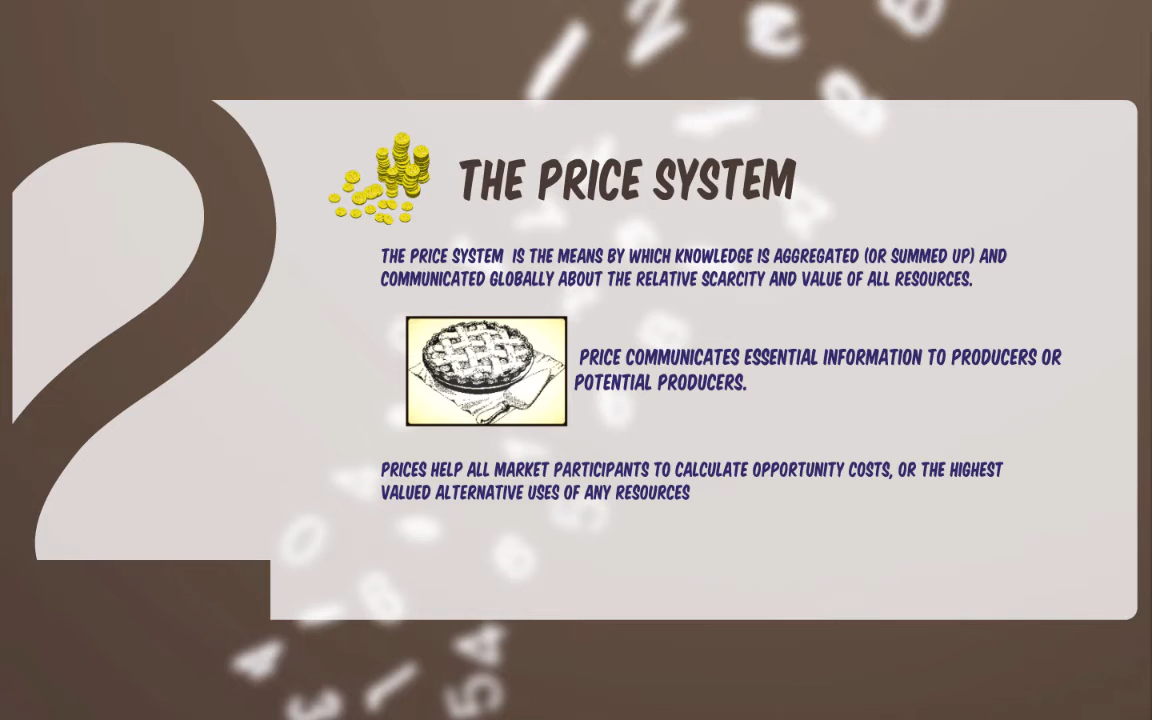 2
THE PRICE SYSTEM
THE PRICE SYSTEM IS THE MEANS BY WHICH KNOWLEDGE IS AGGREGATED (OR SUMMED UP) AND
COMMUNICATED GLOBALLY ABOUT THE RELATIVE SCARCITY AND VALUE OF ALL RESOURCES.
PRICE COMMUNICATES ESSENTIAL INFORMATION TO PRODUCERS OR
POTENTIAL PRODUCERS.
PRICES HELP ALL MARKET PARTICIPANTS TO CALCULATE OPPORTUNITY COSTS, OR THE HIGHEST
VALUED ALTERNATIVE USES OF ANY RESOURCES